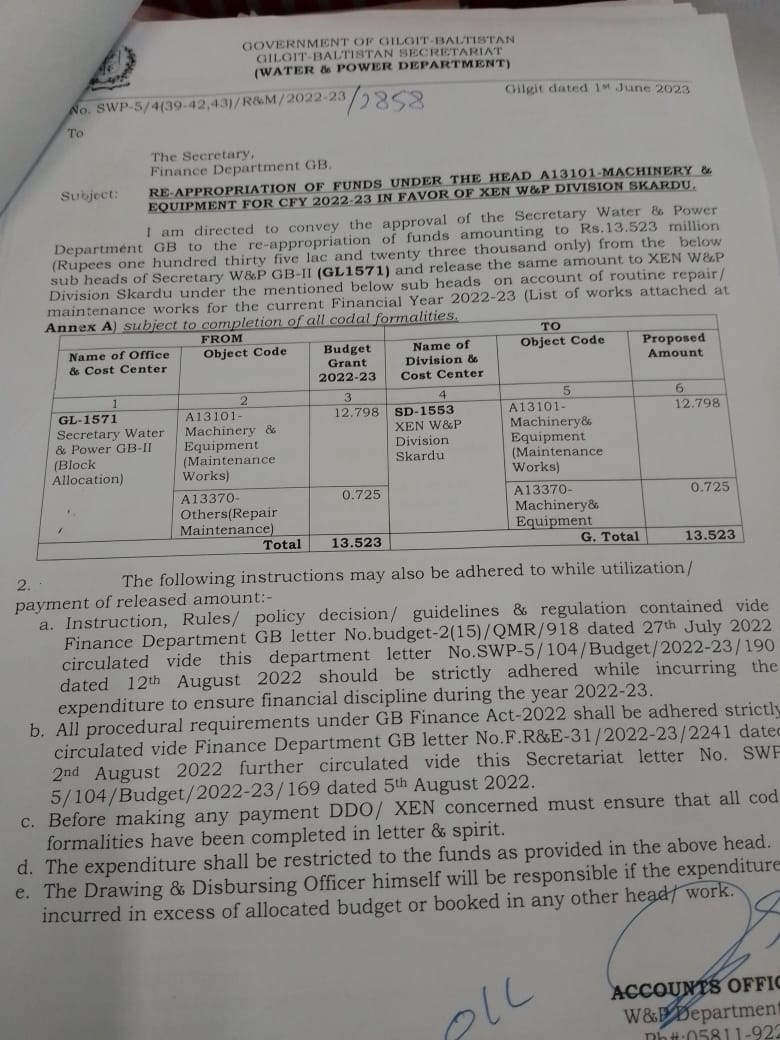 GOVERNMENT OF GILGIT-BALTISTAN
GILGIT-BALTISTAN SECRETARIAT
(WATER & POWER DEPARTMENT)
No. SWP-5/4(39-42,43)/R&M/2022-23/2858
Gilgit dated 1st June 2023
To
The Secretary,
Finance Department GB.
Subject: RE-APPROPRIATION OF FUNDS UNDER THE HEAD A13101-MACHINERY &
EQUIPMENT FOR CFY 2022-23 IN FAVOR OF XEN W&P DIVISION SKARDU.
I am directed to convey the approval of the Secretary Water & Power
Department GB to the re-appropriation of funds amounting to Rs.13.523 million
(Rupees one hundred thirty five lac and twenty three thousand only) from the below
sub heads of Secretary W&P GB-II (GL1571) and release the same amount to XEN W&P
Division Skardu under the mentioned below sub heads on account of routine repair/
maintenance works for the current Financial Year 2022-23 (List of works attached at
Annex A) subject to completion of all codal formalities.
FROM TO
Name of Office
& Cost Center
Object Code
Budget
Grant
2022-23
Name of
Division &
Cost Center
Object Code
Proposed
Amount
1 2 3 4 5 6
GL-1571
Secretary Water
& Power GB-II
(Block
Allocation)
A13101-
Machinery &
Equipment
(Maintenance
Works)
12.798
SD-1553
XEN W&P
Division
Skardu
A13101-
Machinery&
Equipment
(Maintenance
Works)
12.798
A13370-
Others(Repair
Maintenance)
0.725
A13370-
Machinery&
Equipment
0.725
Total 13.523 G. Total 13.523
2. The following instructions may also be adhered to while utilization/
payment of released amount:-
a. Instruction, Rules/ policy decision/ guidelines & regulation contained vide
Finance Department GB letter No.budget-2(15)/QMR/918 dated 27th July 2022
circulated vide this department letter No.SWP-5/104/Budget/2022-23/190
dated 12th August 2022 should be strictly adhered while incurring the
expenditure to ensure financial discipline during the year 2022-23.
b. All procedural requirements under GB Finance Act-2022 shall be adhered strictly
circulated vide Finance Department GB letter No.F.R&E-31/2022-23/2241 dated
2nd August 2022 further circulated vide this Secretariat letter No. SWP
5/104/Budget/2022-23/169 dated 5th August 2022.
c. Before making any payment DDO/ XEN concerned must ensure that all cod
formalities have been completed in letter & spirit.
d. The expenditure shall be restricted to the funds as provided in the above head.
e. The Drawing & Disbursing Officer himself will be responsible if the expenditure
incurred in excess of allocated budget or booked in any other head/ work.
ACCOUNTS OFFIC
W&P Department
Ph#:05811-922